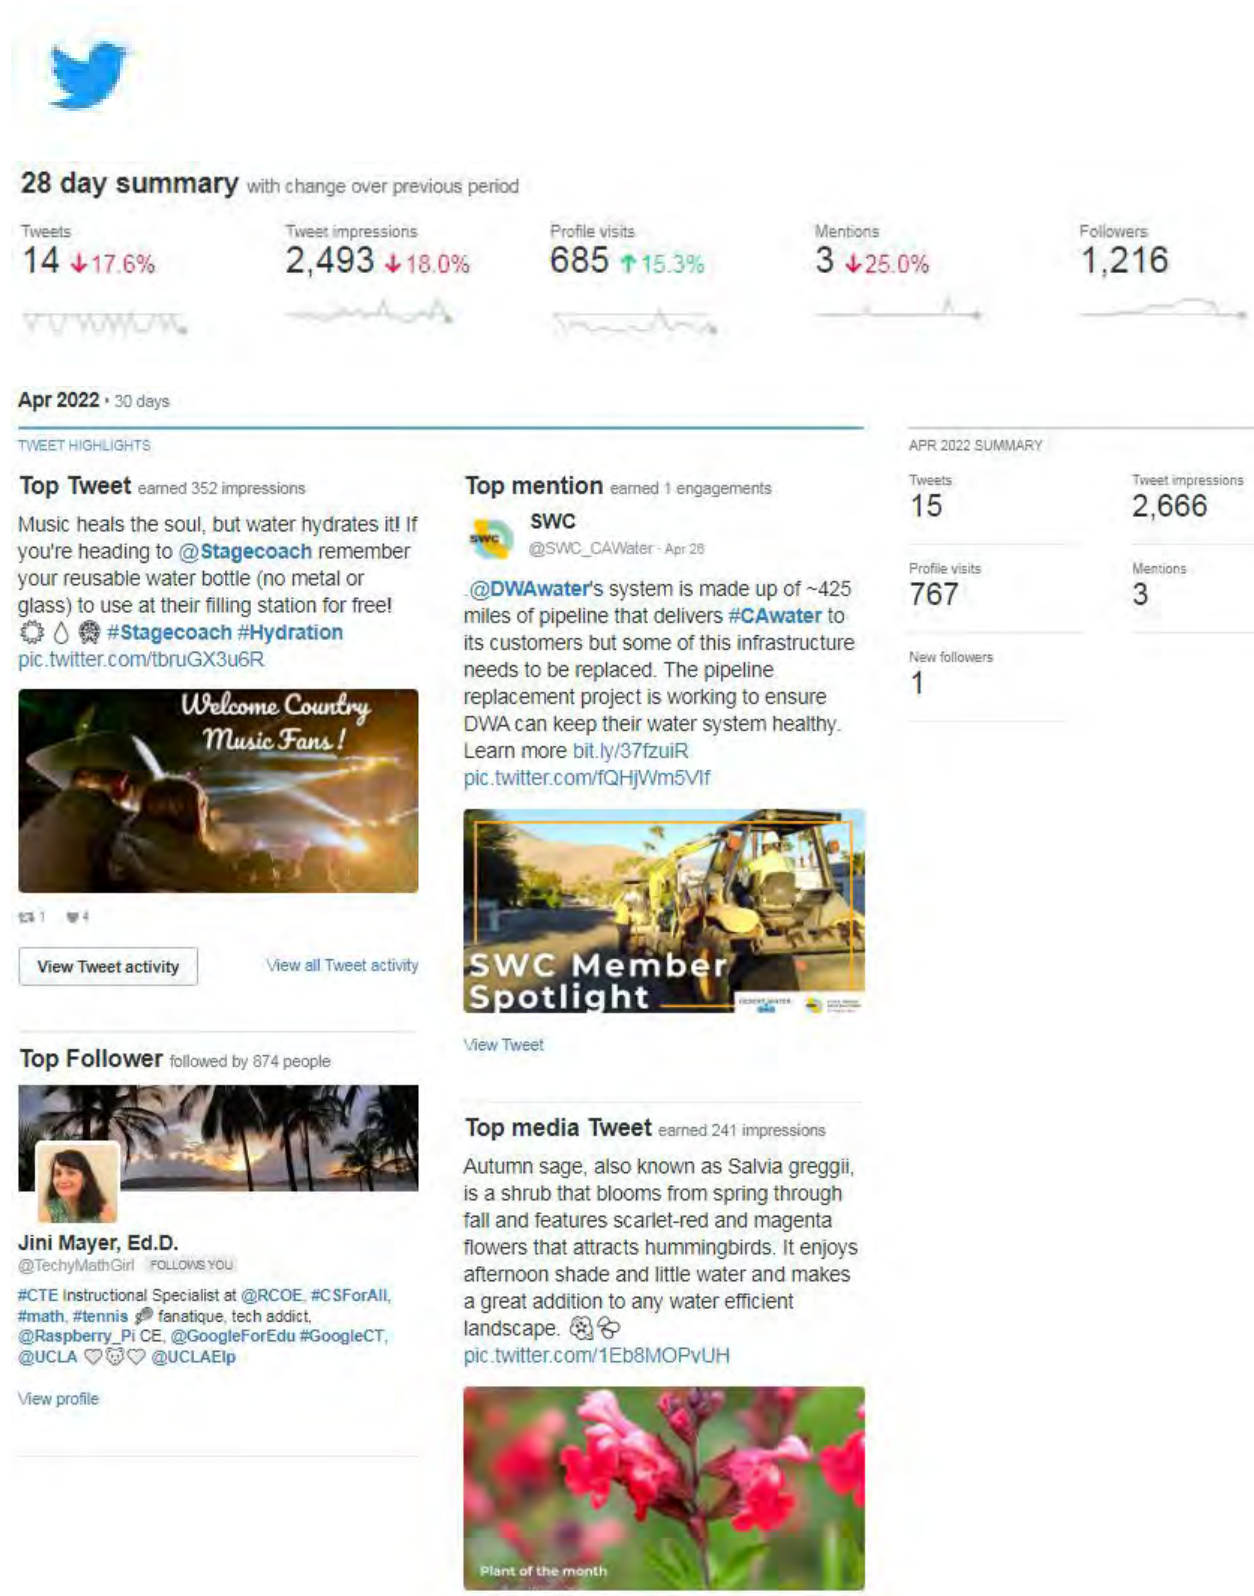 28 day summary with change over previous period
Tweets
14 ↓17.6%
Tweet impressions
2,493 ↓18.0%
Profile visits
685 ↑15.3%
Mentions
3 ↓25.0%
Followers
1,216
Apr 2022 • 30 days
TWEET HIGHLIGHTS
Top Tweet earned 352 impressions
Music heals the soul, but water hydrates it! If
you're heading to @Stagecoach remember
your reusable water bottle (no metal or
glass) to use at their filling station for free!
#Stagecoach #Hydration
pic.twitter.com/tbruGX3u6R
Welcome Country
Music Fans!
1 4
View Tweet activity
View all Tweet activity
Top Follower followed by 874 people
Jini Mayer, Ed.D.
@TechyMathGirl FOLLOWS YOU
#CTE Instructional Specialist at @RCOE, #CSForAll,
#math, #tennis fanatique, tech addict,
@Raspberry_Pi CE, @GoogleForEdu #GoogleCT,
@UCLA @UCLAElp
View profile
Top mention earned 1 engagements
SWC
SWC
@SWC_CAWater · Apr 26
.@DWAwater's system is made up of ~425
miles of pipeline that delivers #CAwater to
its customers but some of this infrastructure
needs to be replaced. The pipeline
replacement project is working to ensure
DWA can keep their water system healthy.
Learn more bit.ly/37fzuiR
pic.twitter.com/fQHjWm5VIf
SWC Member
Spotlight
DESERT WATER
View Tweet
Top media Tweet earned 241 impressions
Autumn sage, also known as Salvia greggii,
is a shrub that blooms from spring through
fall and features scarlet-red and magenta
flowers that attracts hummingbirds. It enjoys
afternoon shade and little water and makes
a great addition to any water efficient
landscape.
pic.twitter.com/1Eb8MOPvUH
Plant of the month
APR 2022 SUMMARY
Tweets
15
Tweet impressions
2,666
Profile visits
767
Mentions
3
New followers
1